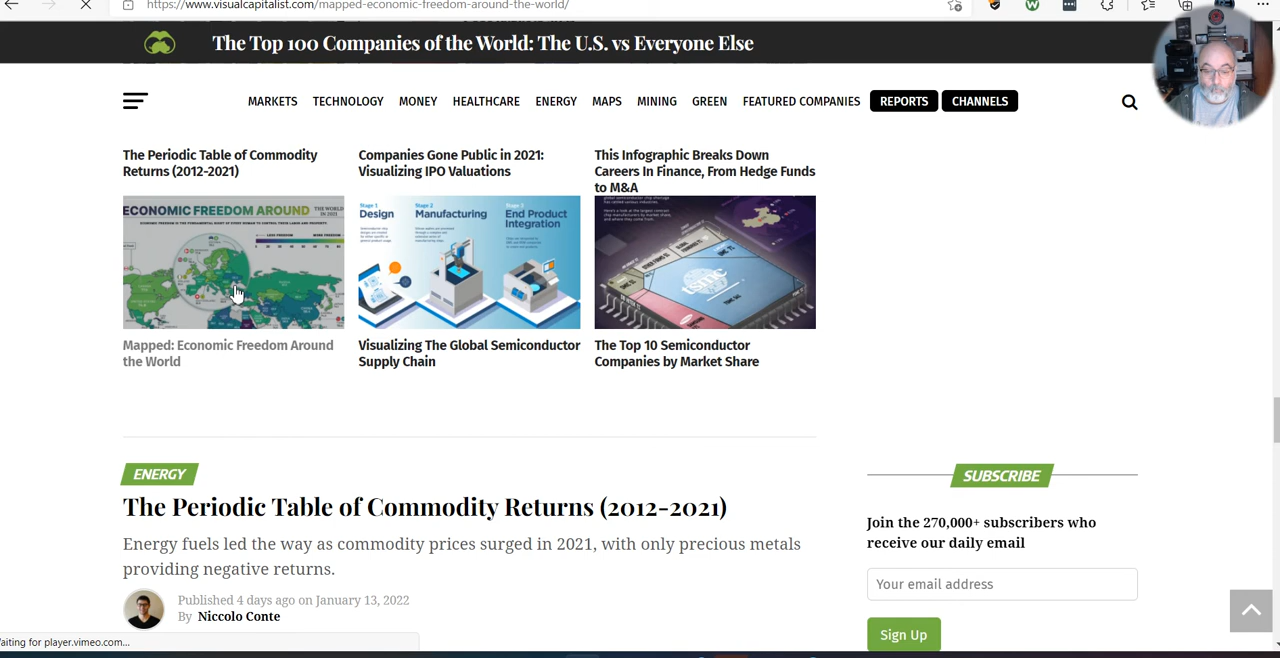 https://www.visualcapitalist.com/mapped-economic-freedom-around-the-world/
The Top 100 Companies of the World: The U.S. vs Everyone Else
MARKETS TECHNOLOGY MONEY HEALTHCARE ENERGY MAPS MINING GREEN FEATURED COMPANIES REPORTS CHANNELS
The Periodic Table of Commodity
Returns (2012-2021)
Companies Gone Public in 2021:
Visualizing IPO Valuations
This Infographic Breaks Down
Careers In Finance, From Hedge Funds
to M&A
ECONOMIC FREEDOM AROUND THE WORLD
IN 2021
Stage 1
Design
Stage 2
Manufacturing
Stage 3
End Product
Integration
tsmc
Mapped: Economic Freedom Around
the World
Visualizing The Global Semiconductor
Supply Chain
The Top 10 Semiconductor
Companies by Market Share
ENERGY
The Periodic Table of Commodity Returns (2012-2021)
Energy fuels led the way as commodity prices surged in 2021, with only precious metals
providing negative returns.
Published 4 days ago on January 13, 2022
By Niccolo Conte
SUBSCRIBE
Join the 270,000+ subscribers who
receive our daily email
Your email address
Sign Up
aiting for player.vimeo.com...